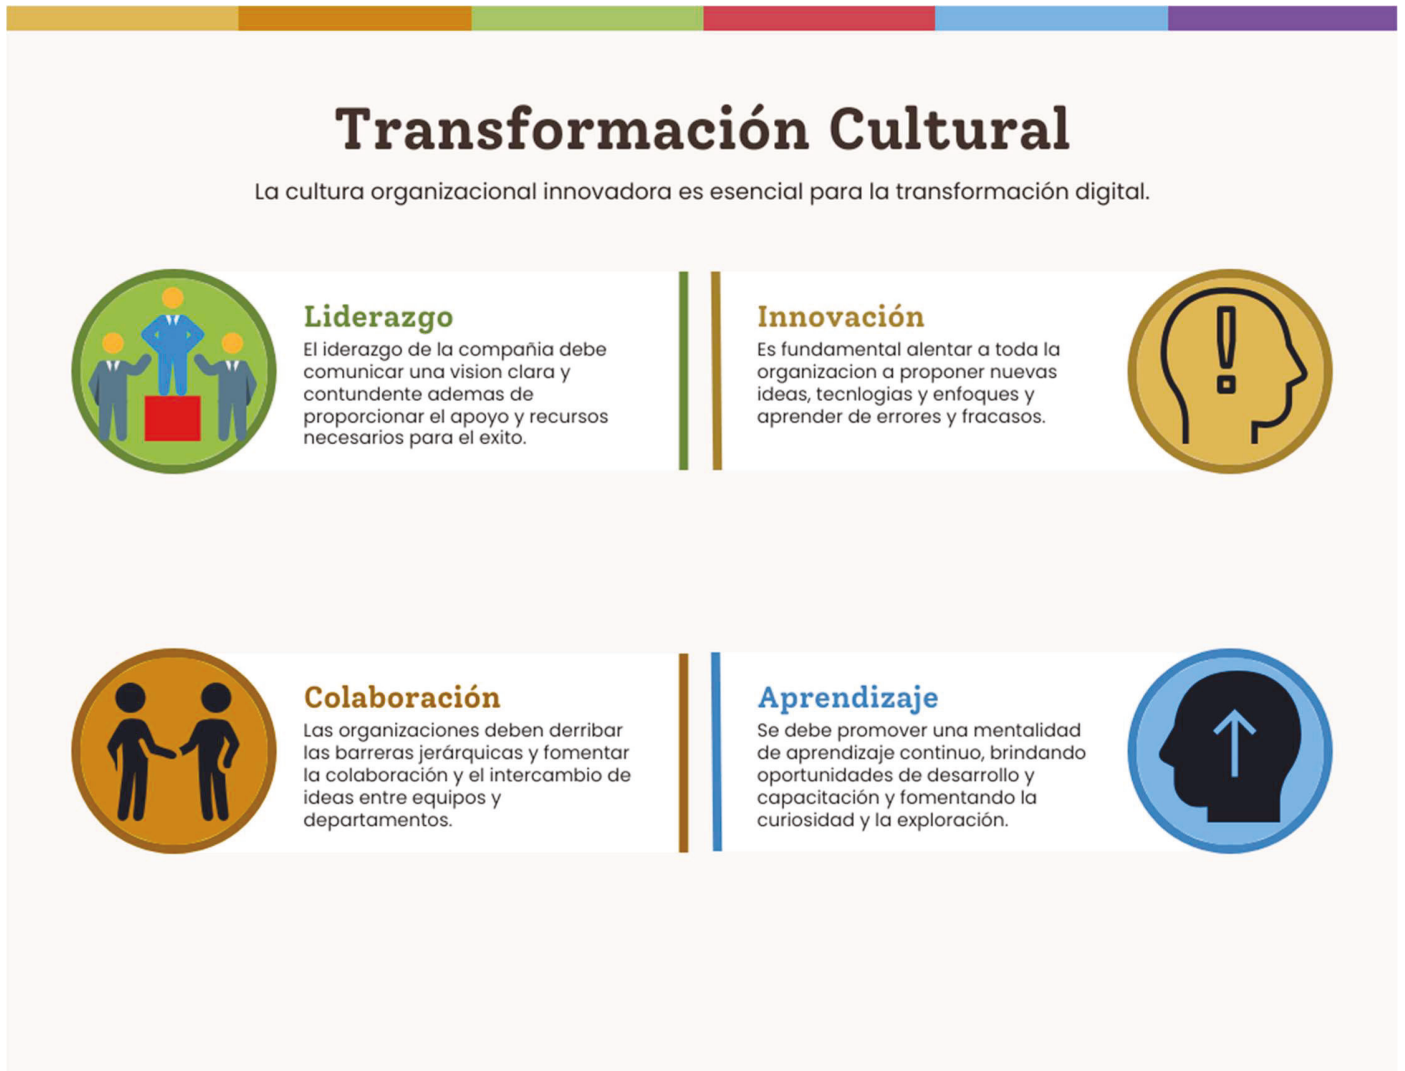 Transformación Cultural
La cultura organizacional innovadora es esencial para la transformación digital.
Liderazgo
El iderazgo de la compañia debe
comunicar una vision clara y
contundente ademas de
proporcionar el apoyo y recursos
necesarios para el exito.
Innovación
Es fundamental alentar a toda la
organizacion a proponer nuevas
ideas, tecnlogias y enfoques y
aprender de errores y fracasos.
Colaboración
Las organizaciones deben derribar
las barreras jerárquicas y fomentar
la colaboración y el intercambio de
ideas entre equipos y
departamentos.
Aprendizaje
Se debe promover una mentalidad
de aprendizaje continuo, brindando
oportunidades de desarrollo y
capacitación y fomentando la
curiosidad y la exploración.